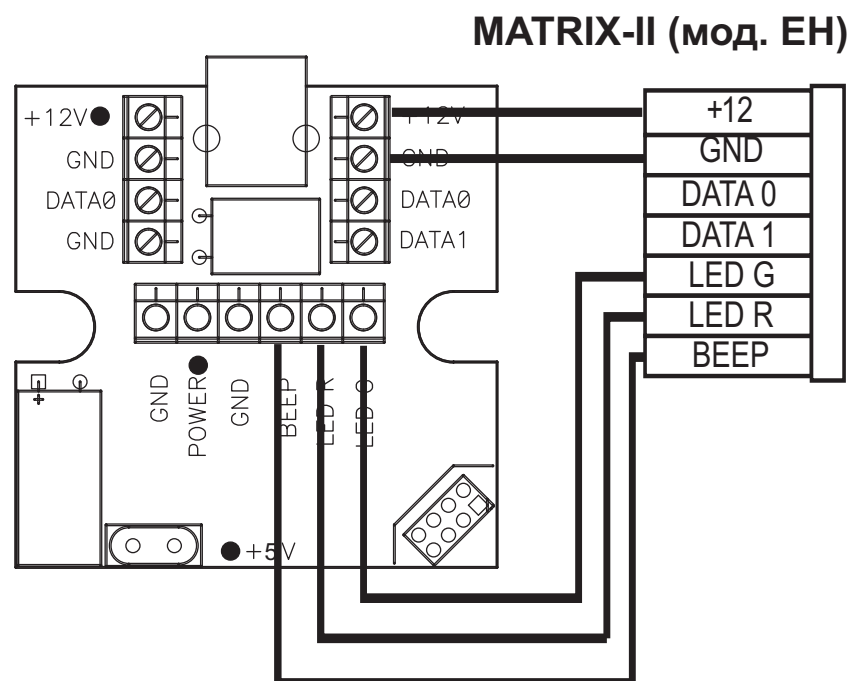 MATRIX-II (мод. EH)
+12V
GND
DATA0
GND
+12V
GND
DATA0
DATA1
+12
GND
DATA 0
DATA 1
LED G
LED R
BEEP
GND
POWER
GND
BEEP
LED R
LED G
+
+5V